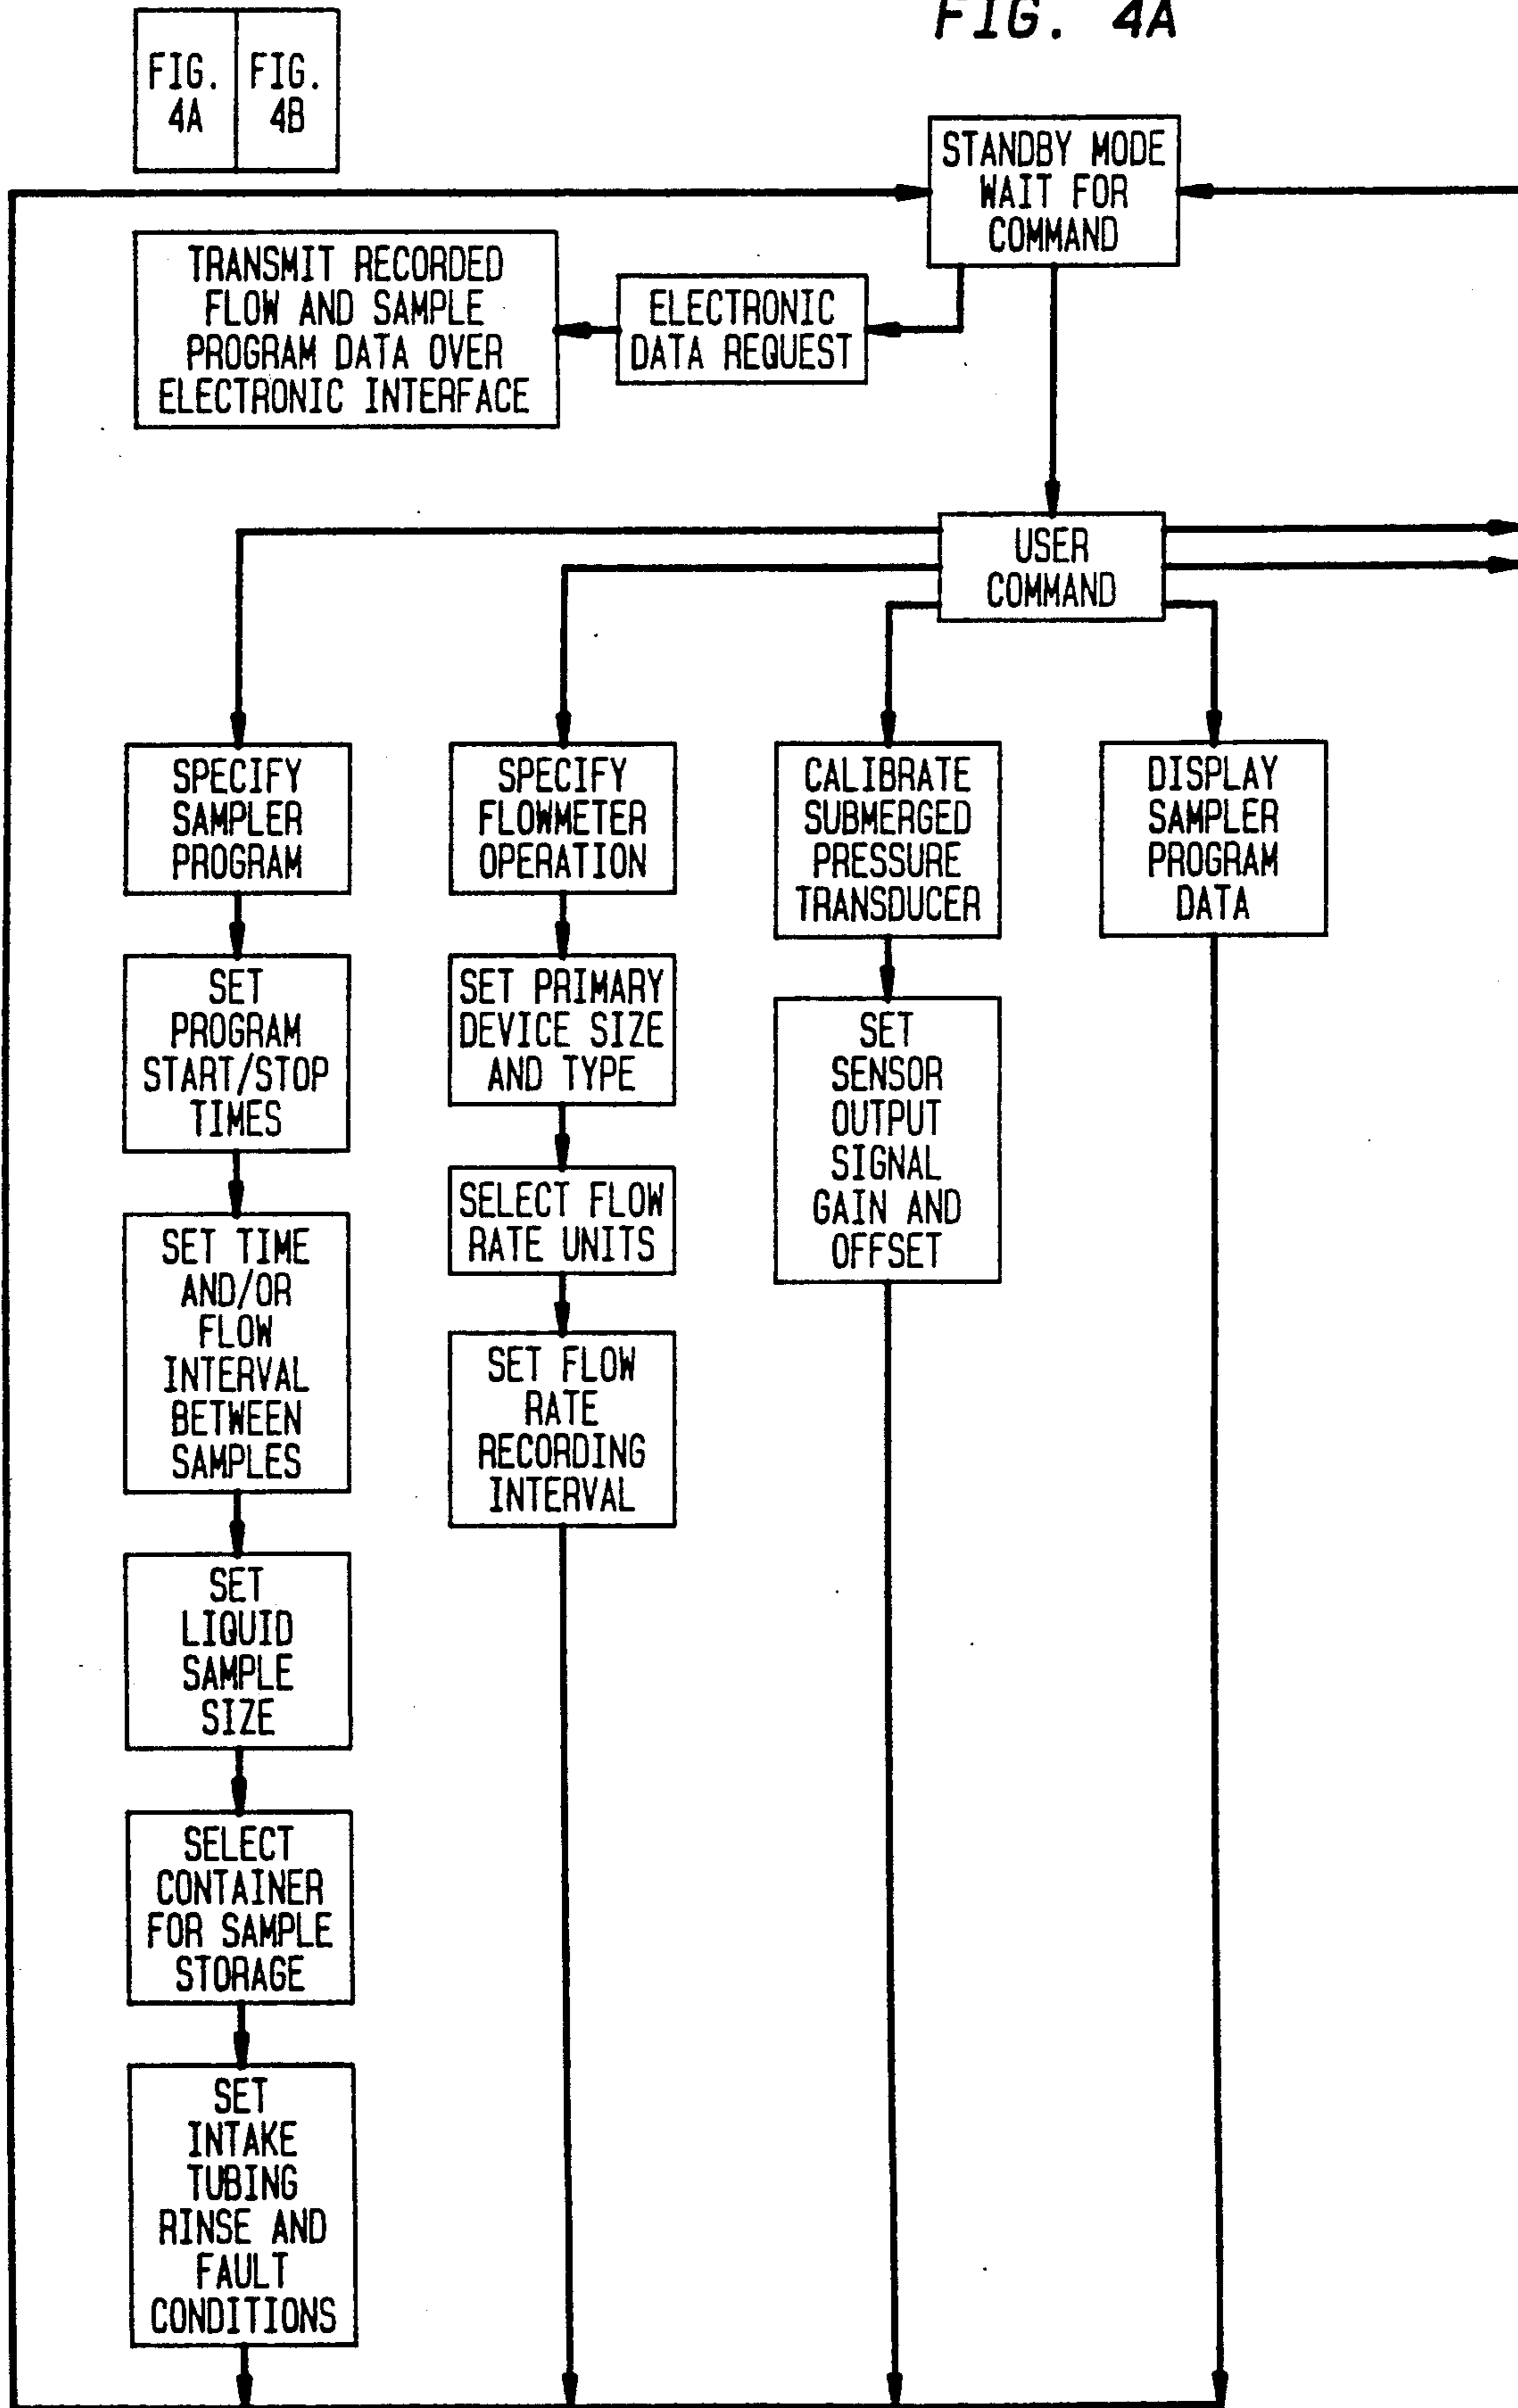 FIG. 4A
FIG.
4A
FIG.
4B
STANDBY MODE
WAIT FOR
COMMAND
TRANSMIT RECORDED
FLOW AND SAMPLE
PROGRAM DATA OVER
ELECTRONIC INTERFACE
ELECTRONIC
DATA REQUEST
USER
COMMAND
SPECIFY
SAMPLER
PROGRAM
SET
PROGRAM
START/STOP
TIMES
SET TIME
AND/OR
FLOW
INTERVAL
BETWEEN
SAMPLES
SET
LIQUID
SAMPLE
SIZE
SELECT
CONTAINER
FOR SAMPLE
STORAGE
SET
INTAKE
TUBING
RINSE AND
FAULT
CONDITIONS
SPECIFY
FLOWMETER
OPERATION
SET PRIMARY
DEVICE SIZE
AND TYPE
SELECT FLOW
RATE UNITS
SET FLOW
RATE
RECORDING
INTERVAL
CALIBRATE
SUBMERGED
PRESSURE
TRANSDUCER
SET
SENSOR
OUTPUT
SIGNAL
GAIN AND
OFFSET
DISPLAY
SAMPLER
PROGRAM
DATA